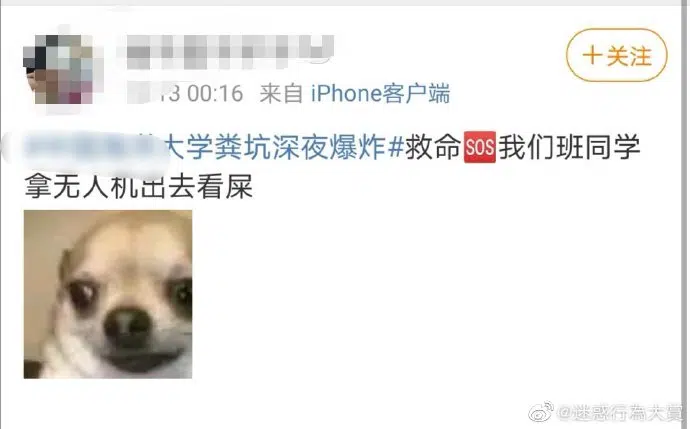 +关注
13 00:16 来自 iPhone客户端
大学粪坑深夜爆炸#救命🆘我们班同学
拿无人机出去看屎
@迷惑行為大賞